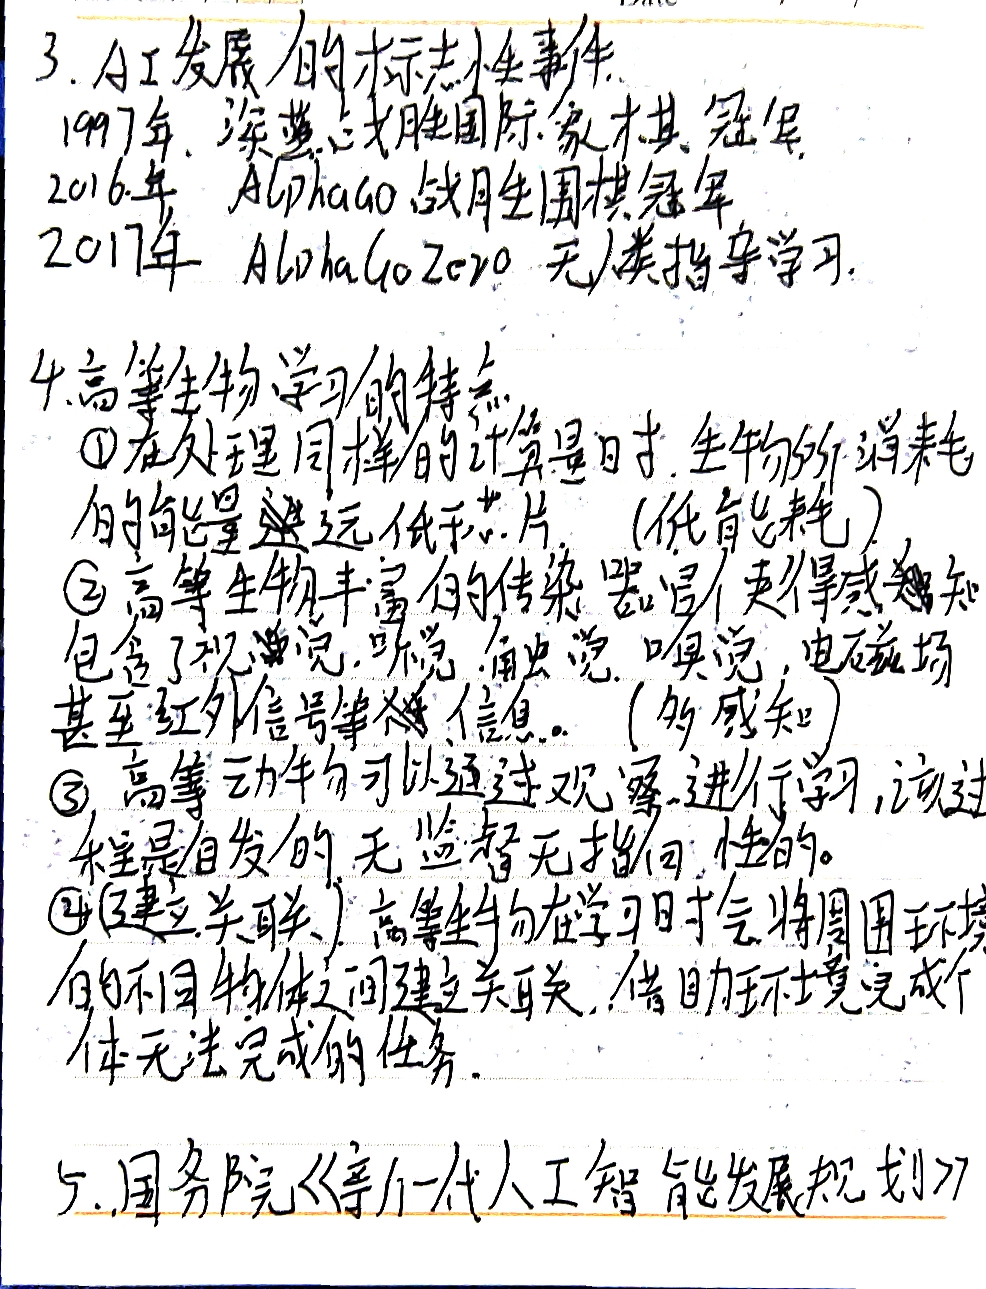 Date
3. AI发展的标志性事件.
1997年. 深蓝战胜国际象棋冠军.
2016年 AlphaGo 战胜围棋冠军
2017年 AlphaGo Zero 无人类指导学习.
4.高等生物学习的特点
①在处理同样的计算量时.生物所消耗
的能量远低于芯片. (低能耗).
②高等生物丰富的传染器官使得感知
包含了视觉.听觉.触觉.嗅觉,电磁场
甚至红外信号等信息。(多感知)
③高等动物可以通过观察进行学习,该过
程是自发的.无监督无指向性的。
④(建立关联)高等生物在学习时会将周围环境
的不同物体之间建立关联,借助环境完成个
体无法完成的任务.
5.国务院《新一代人工智能发展规划》